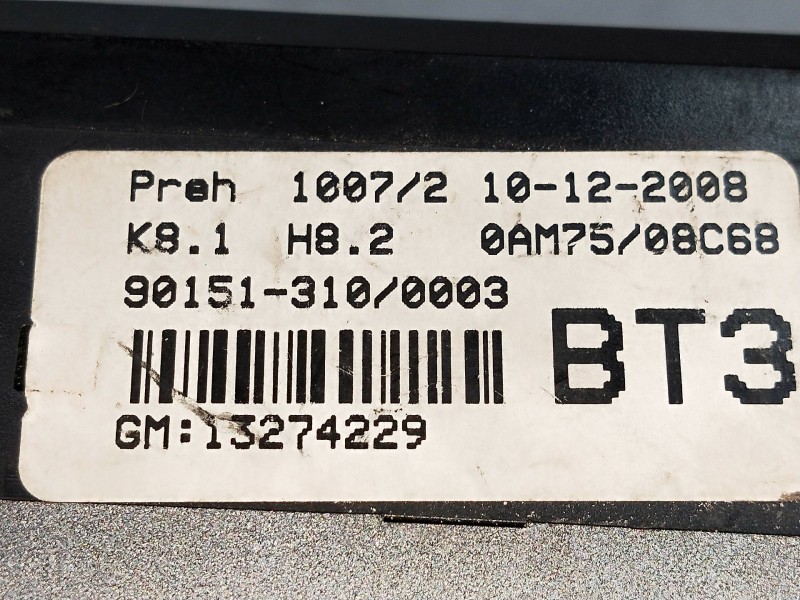 Preh 1007/2 10-12-2008
K8.1 H8.2 0AM75/08C68
90151-310/0003
BT3
GM:13274229